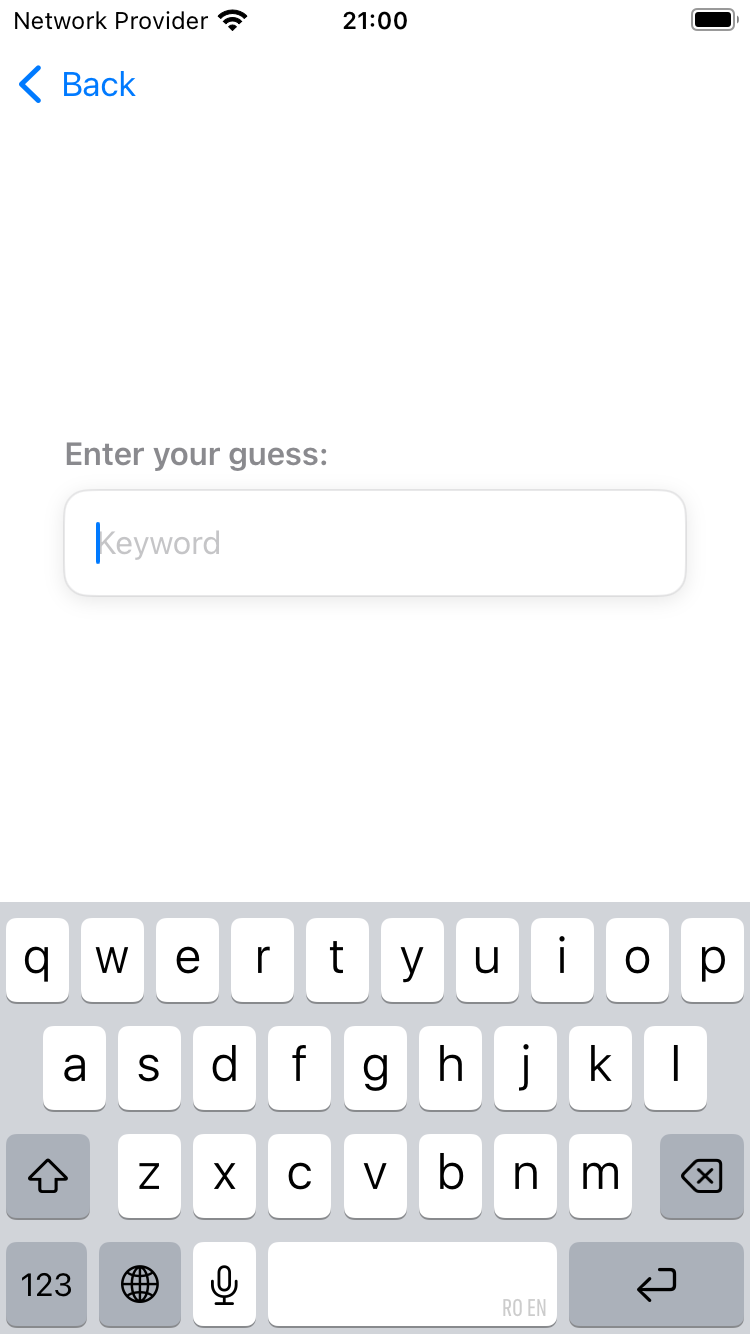 Network Provider 21:00
Back
Enter your guess:
Keyword
q w e r t y u i o p
a s d f g h j k l
z x c v b n m
123 RO EN